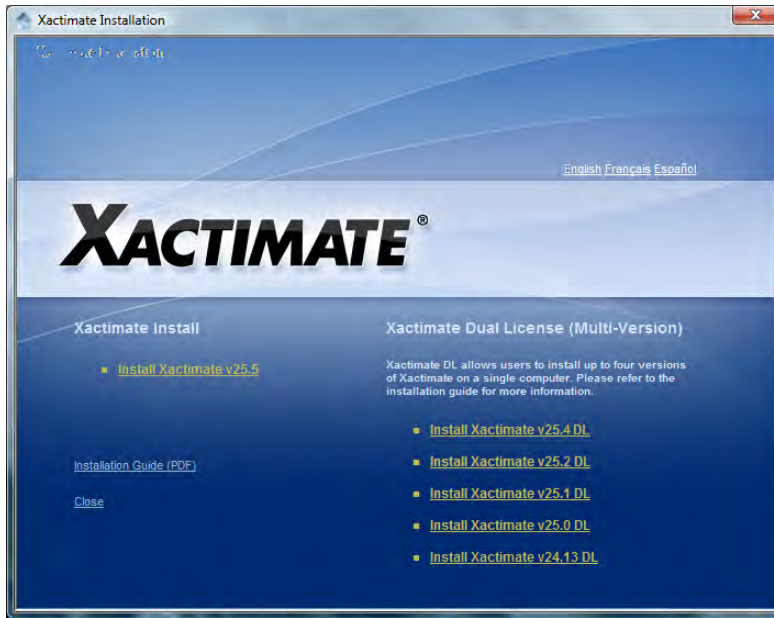 Xactimate Installation
English Français Español
XACTIMATE®
Xactimate Install
Install Xactimate v25.5
Installation Guide (PDF)
Close
Xactimate Dual License (Multi-Version)
Xactimate DL allows users to install up to four versions
of Xactimate on a single computer. Please refer to the
installation guide for more information.
Install Xactimate v25.4 DL
Install Xactimate v25.2 DL
Install Xactimate v25.1 DL
Install Xactimate v25.0 DL
Install Xactimate v24.13 DL